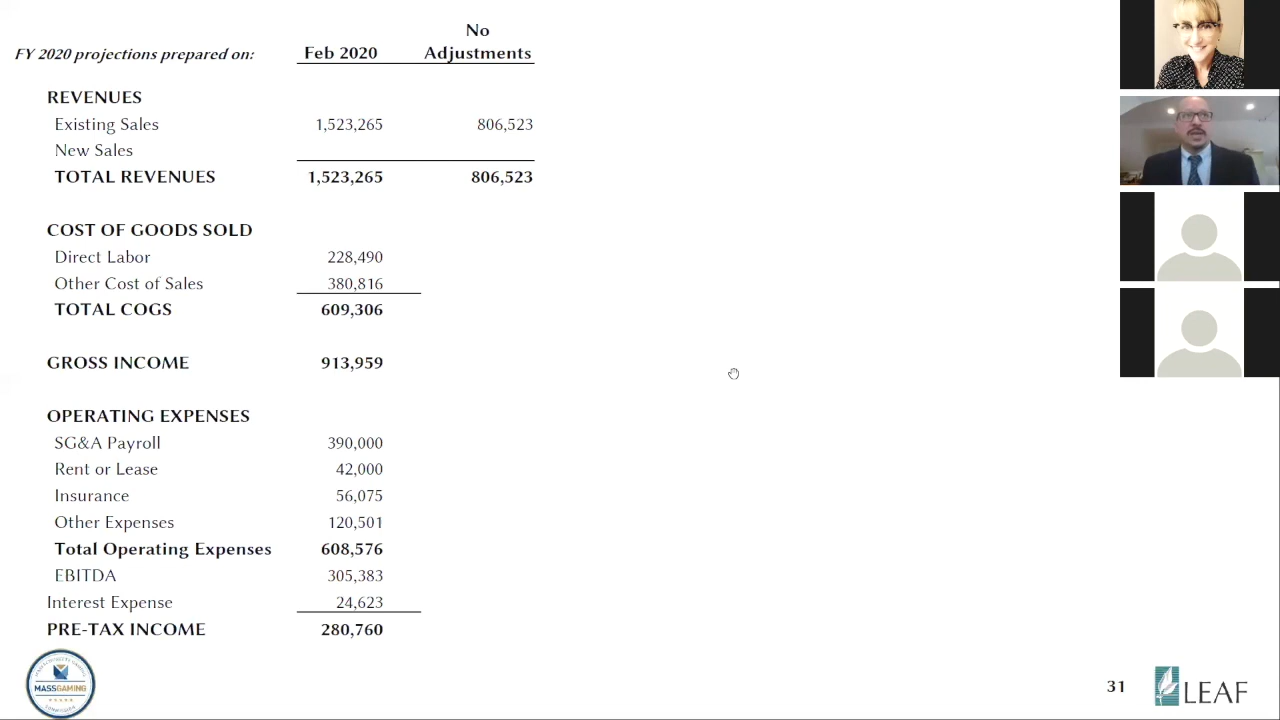 No
FY 2020 projections prepared on: Feb 2020 Adjustments
REVENUES
Existing Sales 1,523,265 806,523
New Sales
TOTAL REVENUES 1,523,265 806,523
COST OF GOODS SOLD
Direct Labor 228,490
Other Cost of Sales 380,816
TOTAL COGS 609,306
GROSS INCOME 913,959
OPERATING EXPENSES
SG&A Payroll 390,000
Rent or Lease 42,000
Insurance 56,075
Other Expenses 120,501
Total Operating Expenses 608,576
EBITDA 305,383
Interest Expense 24,623
PRE-TAX INCOME 280,760
MASSGAMING
31 LEAF